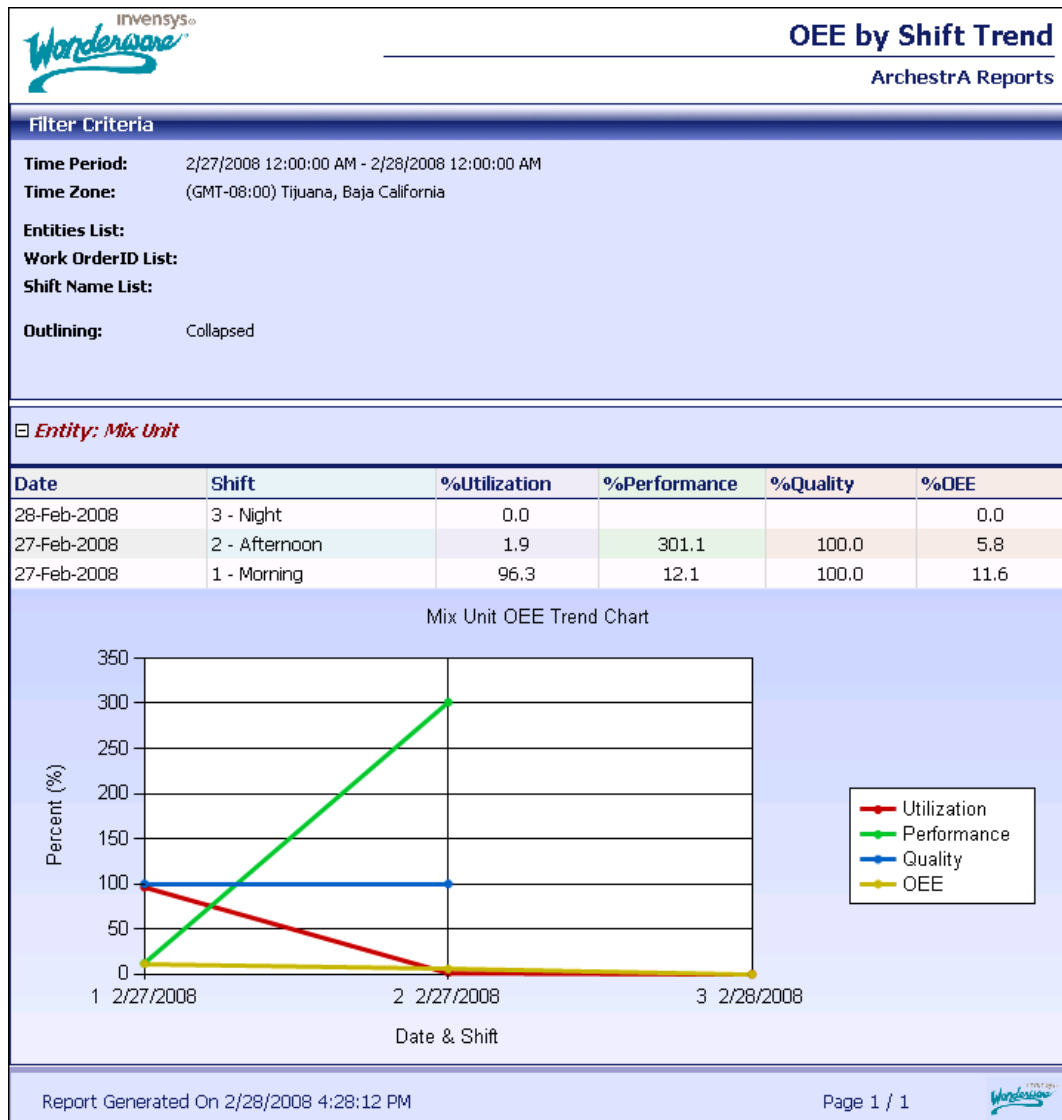 invensys
Wonderware
OEE by Shift Trend
ArchestrA Reports
Filter Criteria
Time Period: 2/27/2008 12:00:00 AM - 2/28/2008 12:00:00 AM
Time Zone: (GMT-08:00) Tijuana, Baja California
Entities List:
Work OrderID List:
Shift Name List:
Outlining: Collapsed
Entity: Mix Unit
Date Shift %Utilization %Performance %Quality %OEE
28-Feb-2008 3 - Night 0.0 0.0
27-Feb-2008 2 - Afternoon 1.9 301.1 100.0 5.8
27-Feb-2008 1 - Morning 96.3 12.1 100.0 11.6
Mix Unit OEE Trend Chart
350
300
250
200
150
100
50
0
Percent (%)
1 2/27/2008 2 2/27/2008 3 2/28/2008
Date & Shift
Utilization
Performance
Quality
OEE
Report Generated On 2/28/2008 4:28:12 PM
Page 1 / 1
invensys
Wonderware